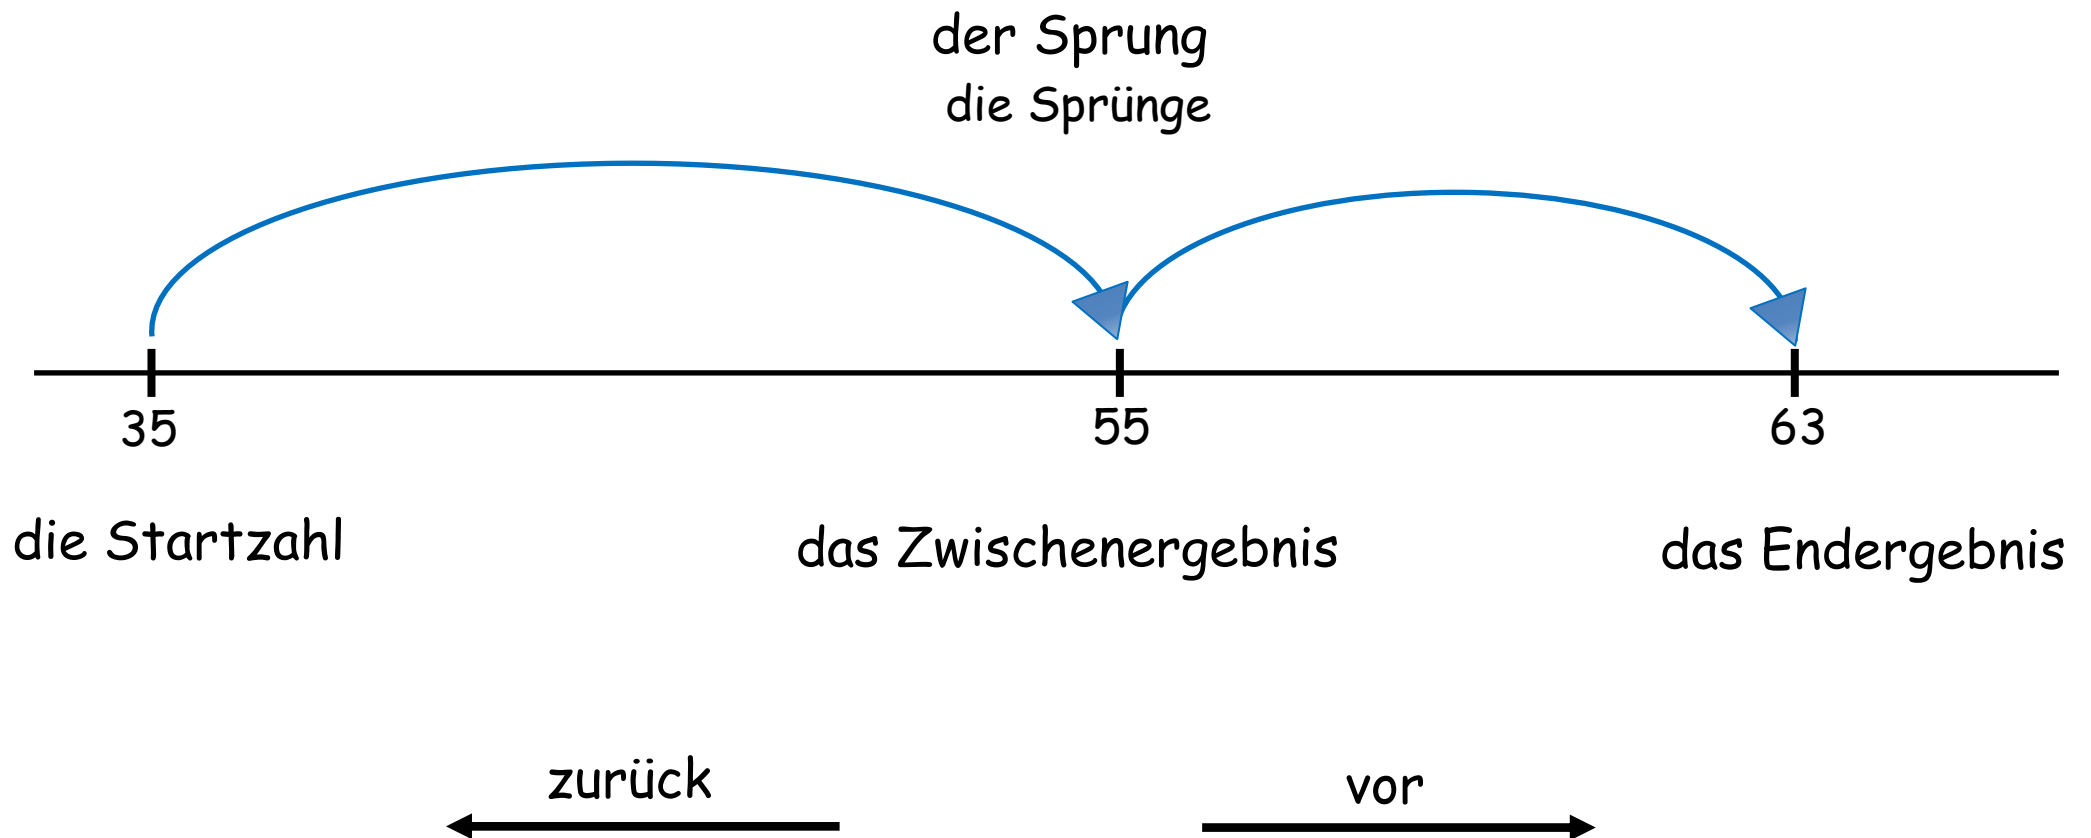 der Sprung
die Sprünge
35 55 63
die Startzahl das Zwischenergebnis das Endergebnis
zurück vor